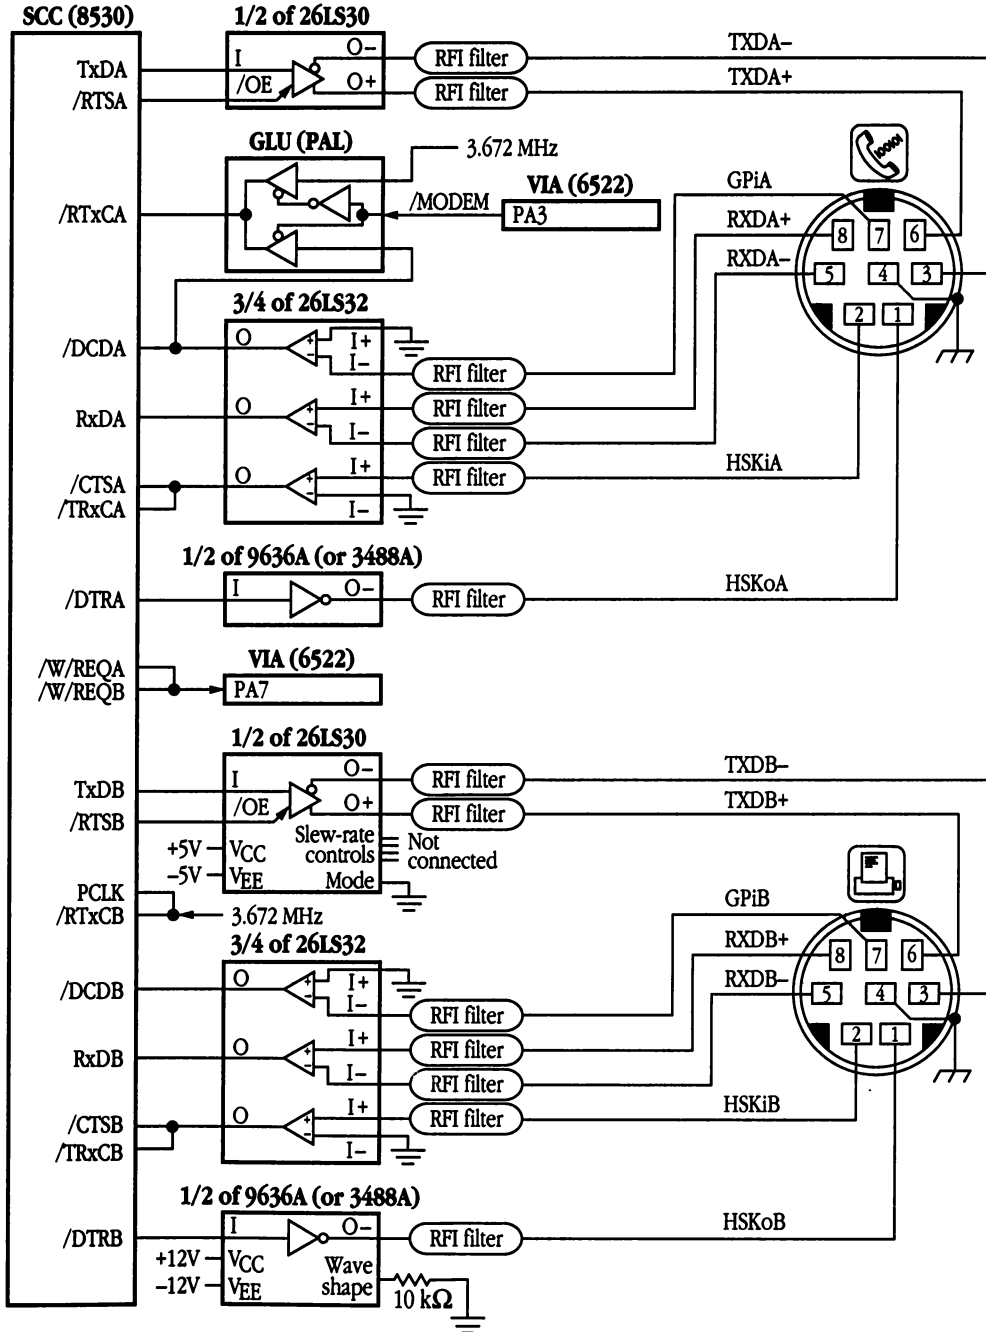 SCC (8530)
1/2 of 26LS30
TxDA
/RTSA
I
/OE
O–
O+
RFI filter
RFI filter
TXDA–
TXDA+
GLU (PAL)
3.672 MHz
/RTxCA
/MODEM
VIA (6522)
PA3
GPiA
RXDA+
RXDA–
8
7
6
5
4
3
2
1
3/4 of 26LS32
/DCDA
O
+
–
I+
I–
RFI filter
RxDA
O
+
–
I+
I–
RFI filter
RFI filter
/CTSA
/TRxCA
O
+
–
I+
I–
RFI filter
HSKiA
1/2 of 9636A (or 3488A)
/DTRA
I
O–
RFI filter
HSKoA
/W/REQA
/W/REQB
VIA (6522)
PA7
1/2 of 26LS30
TxDB
/RTSB
I
/OE
O–
O+
RFI filter
RFI filter
TXDB–
TXDB+
+5V
VCC
–5V
VEE
Slew-rate
controls
Mode
Not
connected
PCLK
/RTxCB
3.672 MHz
GPiB
RXDB+
RXDB–
8
7
6
5
4
3
2
1
3/4 of 26LS32
/DCDB
O
+
–
I+
I–
RFI filter
RxDB
O
+
–
I+
I–
RFI filter
RFI filter
/CTSB
/TRxCB
O
+
–
I+
I–
RFI filter
HSKiB
1/2 of 9636A (or 3488A)
/DTRB
I
O–
RFI filter
HSKoB
+12V
VCC
–12V
VEE
Wave
shape
10 kΩ